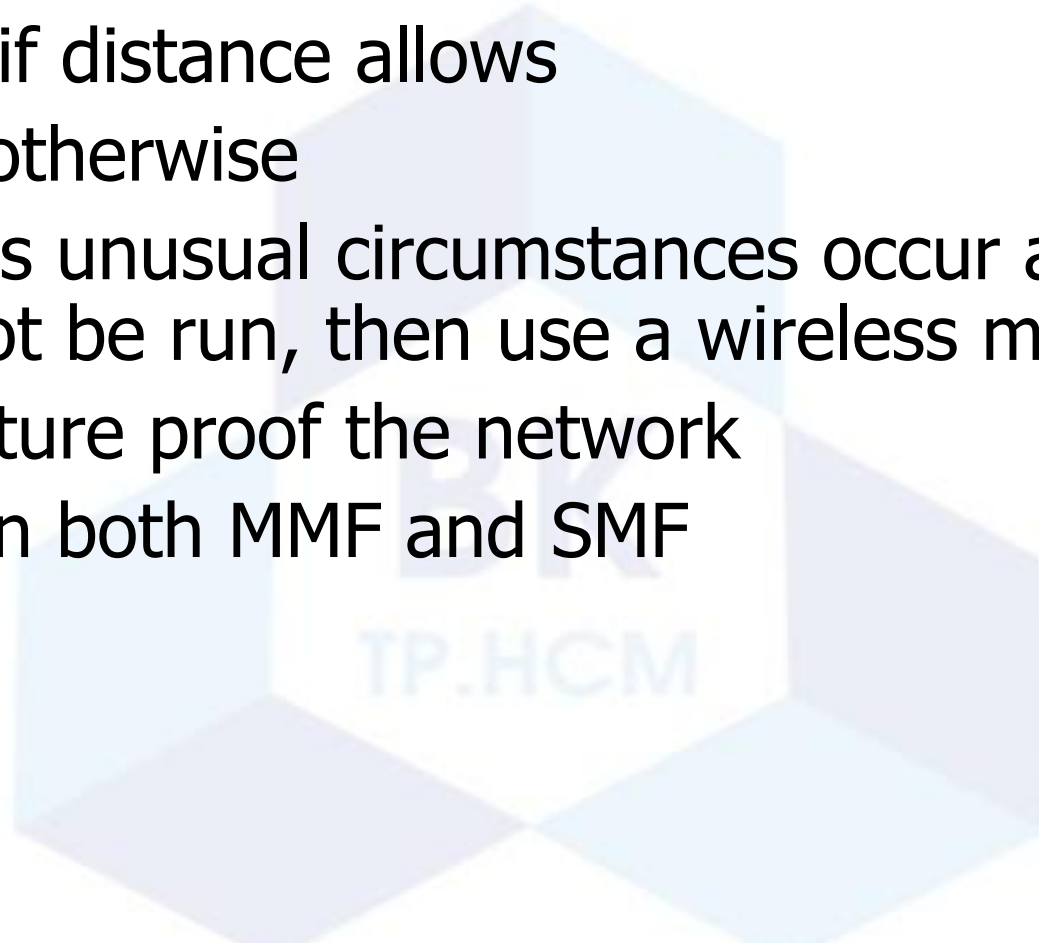 if distance allows
otherwise
s unusual circumstances occur a
ot be run, then use a wireless m
ture proof the network
n both MMF and SMF
BK
TP.HCM